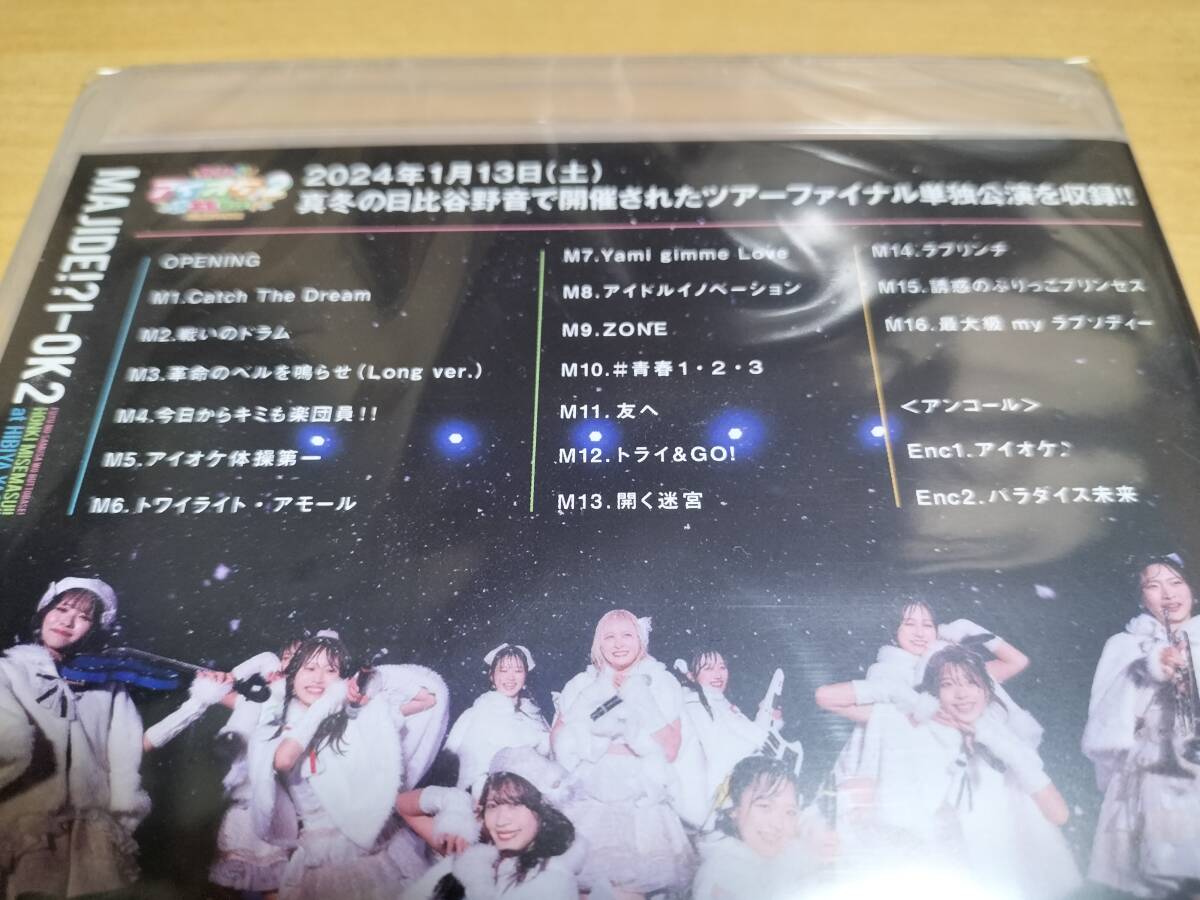 2024年1月13日(土)
真冬の日比谷野音で開催されたツアーファイナル単独公演を収録!!
OPENING
M1.Catch The Dream
M2.戦いのドラム
M3.革命のベルを鳴らせ(Long ver.)
M4.今日からキミも楽団員!!
M5.アイオケ体操第一
M6.トワイライト・アモール
M7.Yami gimme Love
M8.アイドルイノベーション
M9.ZONE
M10.#青春1・2・3
M11.友へ
M12.トライ&GO!
M13.開く迷宮
M14.ラブリンチ
M15.誘惑のぶりっこプリンセス
M16.最大級 my ラプソディー
<アンコール>
Enc1.アイオケ♪
Enc2.パラダイス未来
MAJIDE!?I-OK2
HONKI MISEMASU!!
at HIBIYA